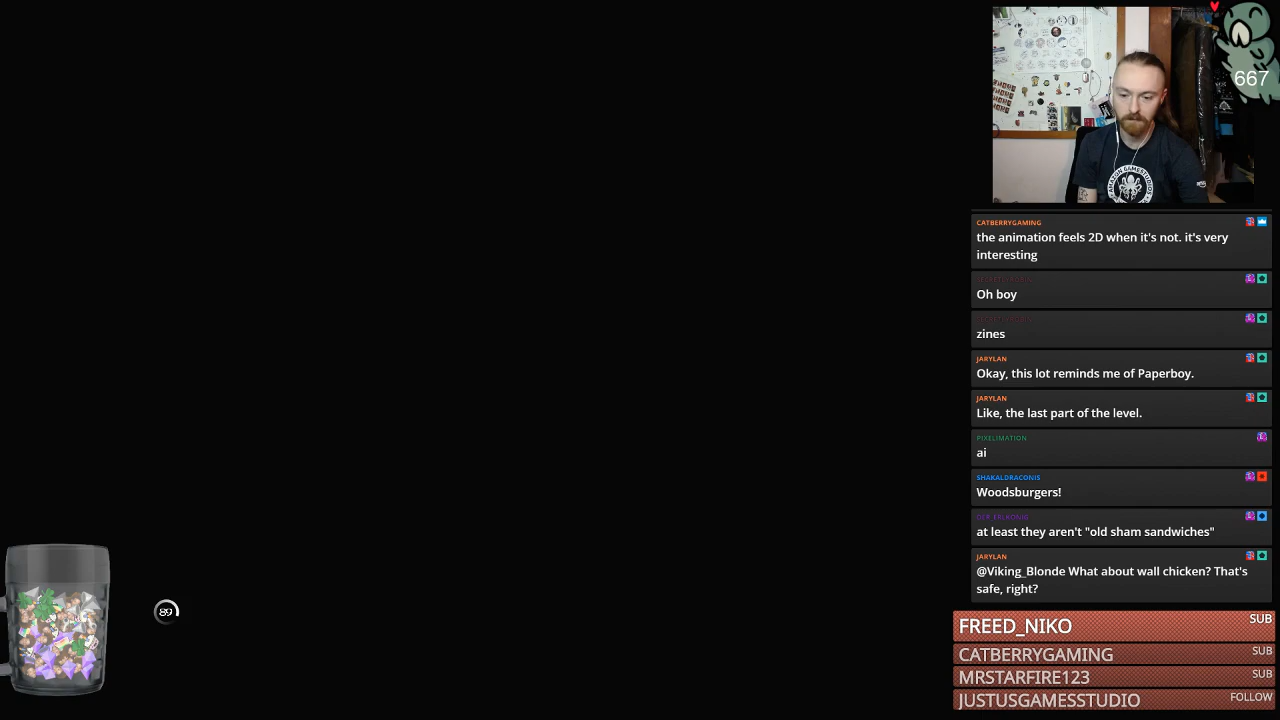 667
CATBERRYGAMING
the animation feels 2D when it's not. it's very
interesting
Oh boy
zines
JARYLAN
Okay, this lot reminds me of Paperboy.
JARYLAN
Like, the last part of the level.
PIXELIMATION
ai
SHAKALDRACONIS
Woodsburgers!
DER_ERLKONIG
at least they aren't "old sham sandwiches"
JARYLAN
@Viking_Blonde What about wall chicken? That's
safe, right?
FREED_NIKO SUB
CATBERRYGAMING SUB
MRSTARFIRE123 SUB
JUSTUSGAMESSTUDIO FOLLOW
89